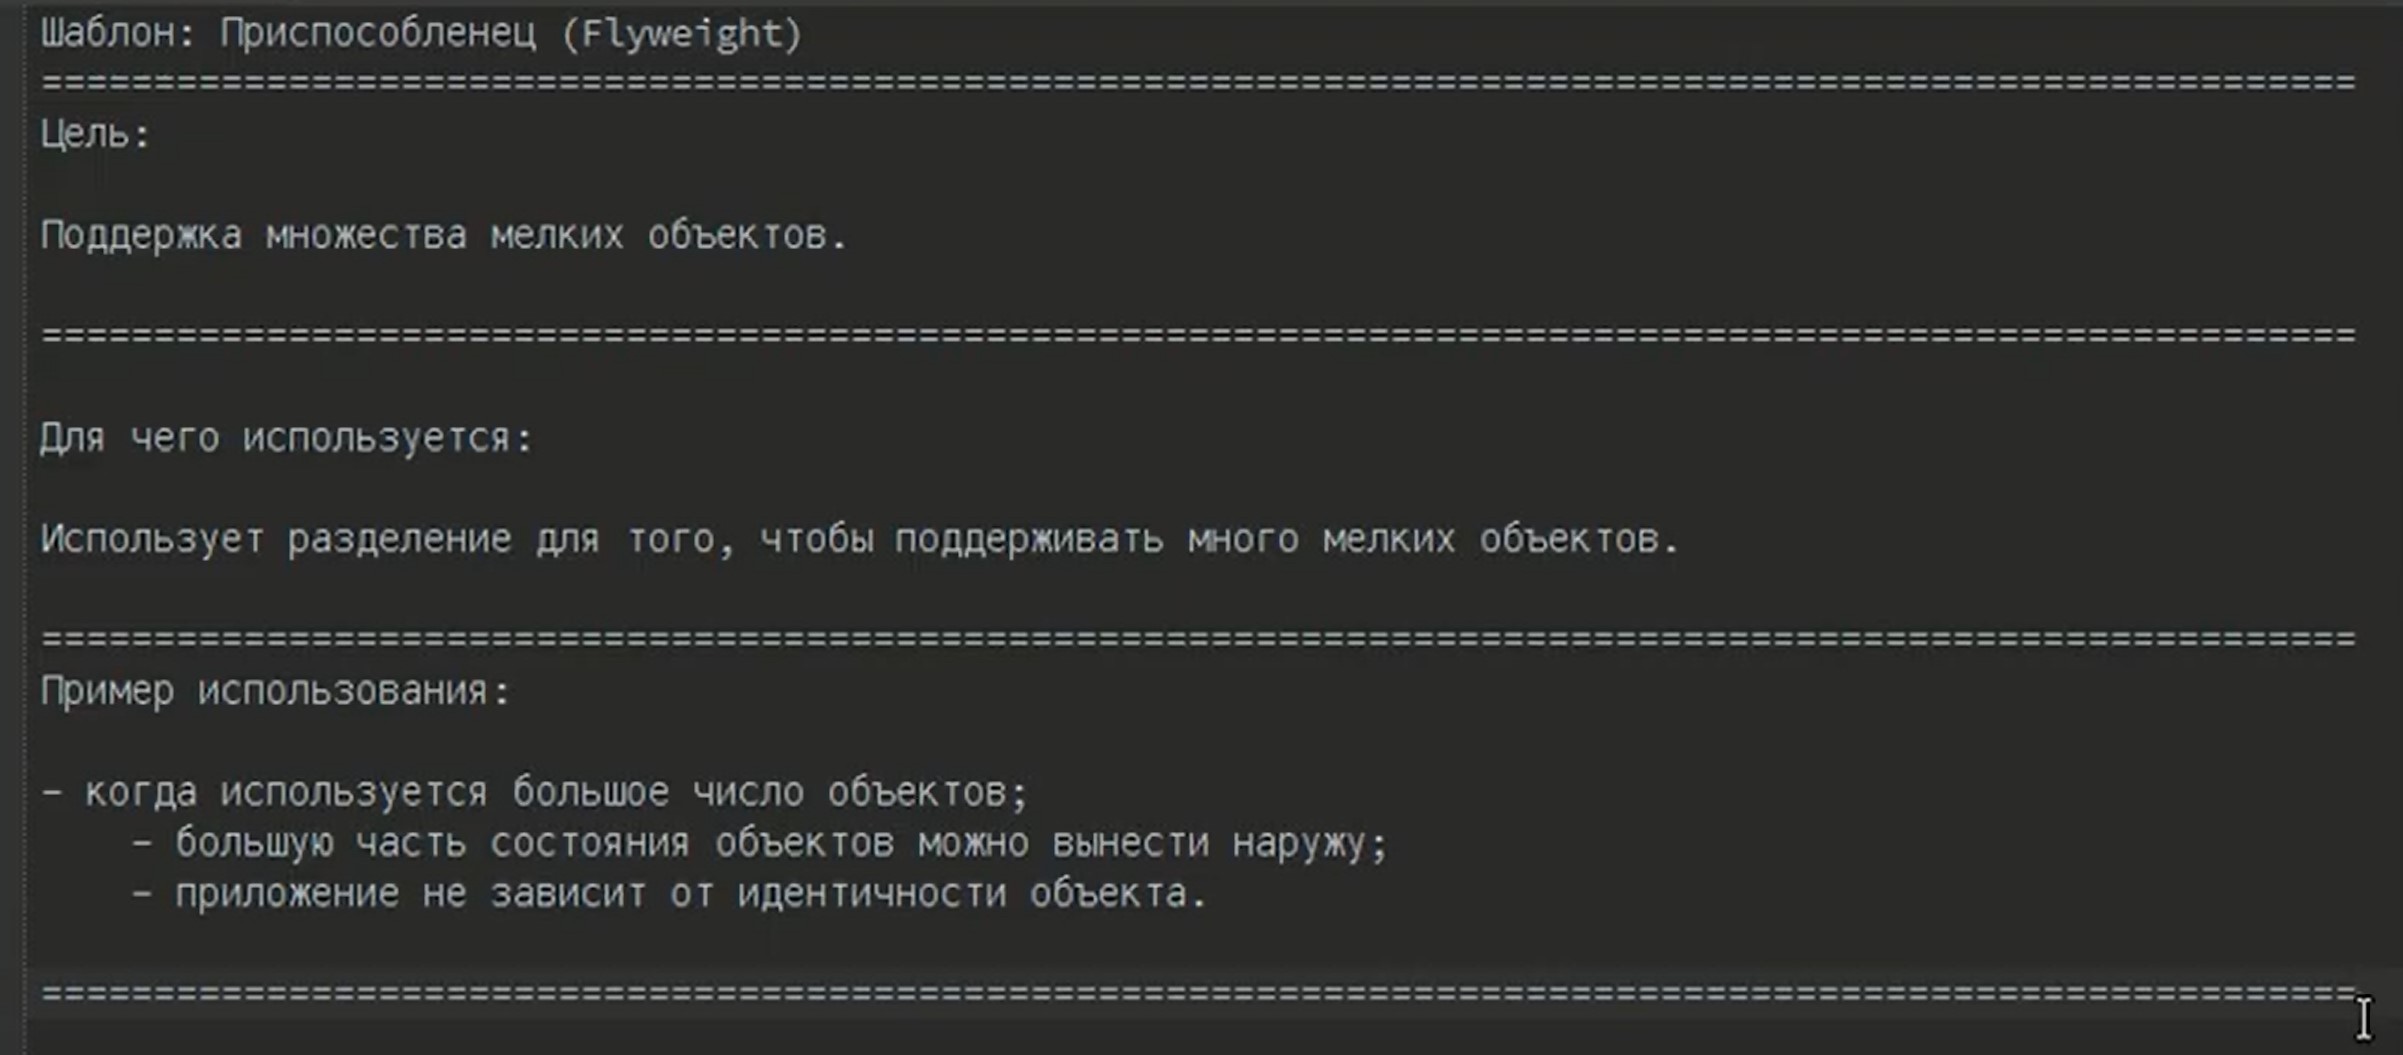 Шаблон: Приспособленец (Flyweight)
=======================================================================================================
Цель:
Поддержка множества мелких объектов.
=======================================================================================================
Для чего используется:
Использует разделение для того, чтобы поддерживать много мелких объектов.
=======================================================================================================
Пример использования:
- когда используется большое число объектов;
- большую часть состояния объектов можно вынести наружу;
- приложение не зависит от идентичности объекта.
=======================================================================================================